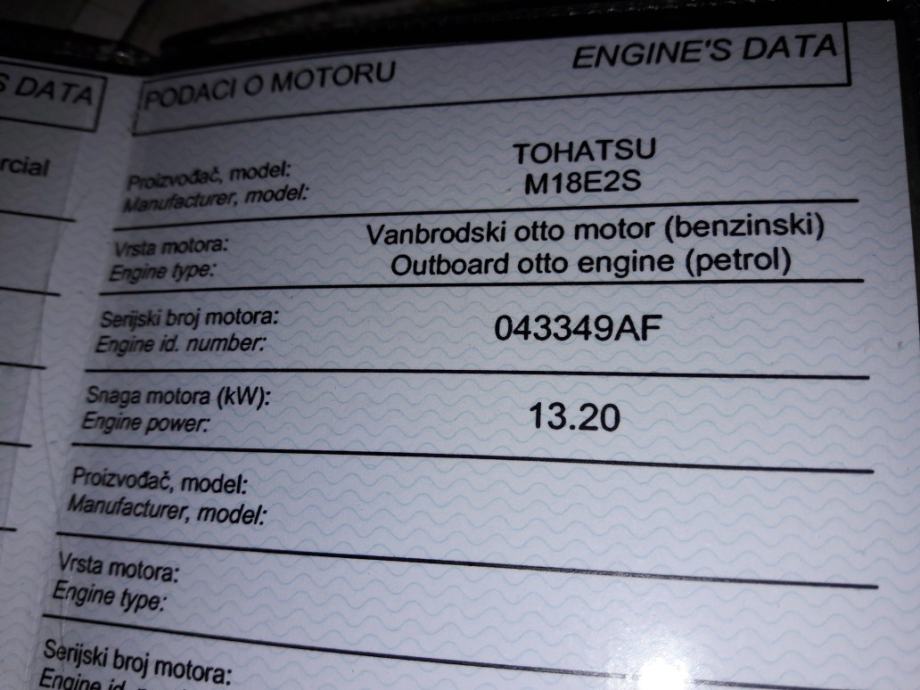 S DATA
rcial
PODACI O MOTORU
ENGINE'S DATA
Proizvođač, model:
Manufacturer, model:
TOHATSU
M18E2S
Vrsta motora:
Engine type:
Vanbrodski otto motor (benzinski)
Outboard otto engine (petrol)
Serijski broj motora:
Engine id. number:
043349AF
Snaga motora (kW):
Engine power:
13.20
Proizvođač, model:
Manufacturer, model:
Vrsta motora:
Engine type:
Serijski broj motora:
Engine id.